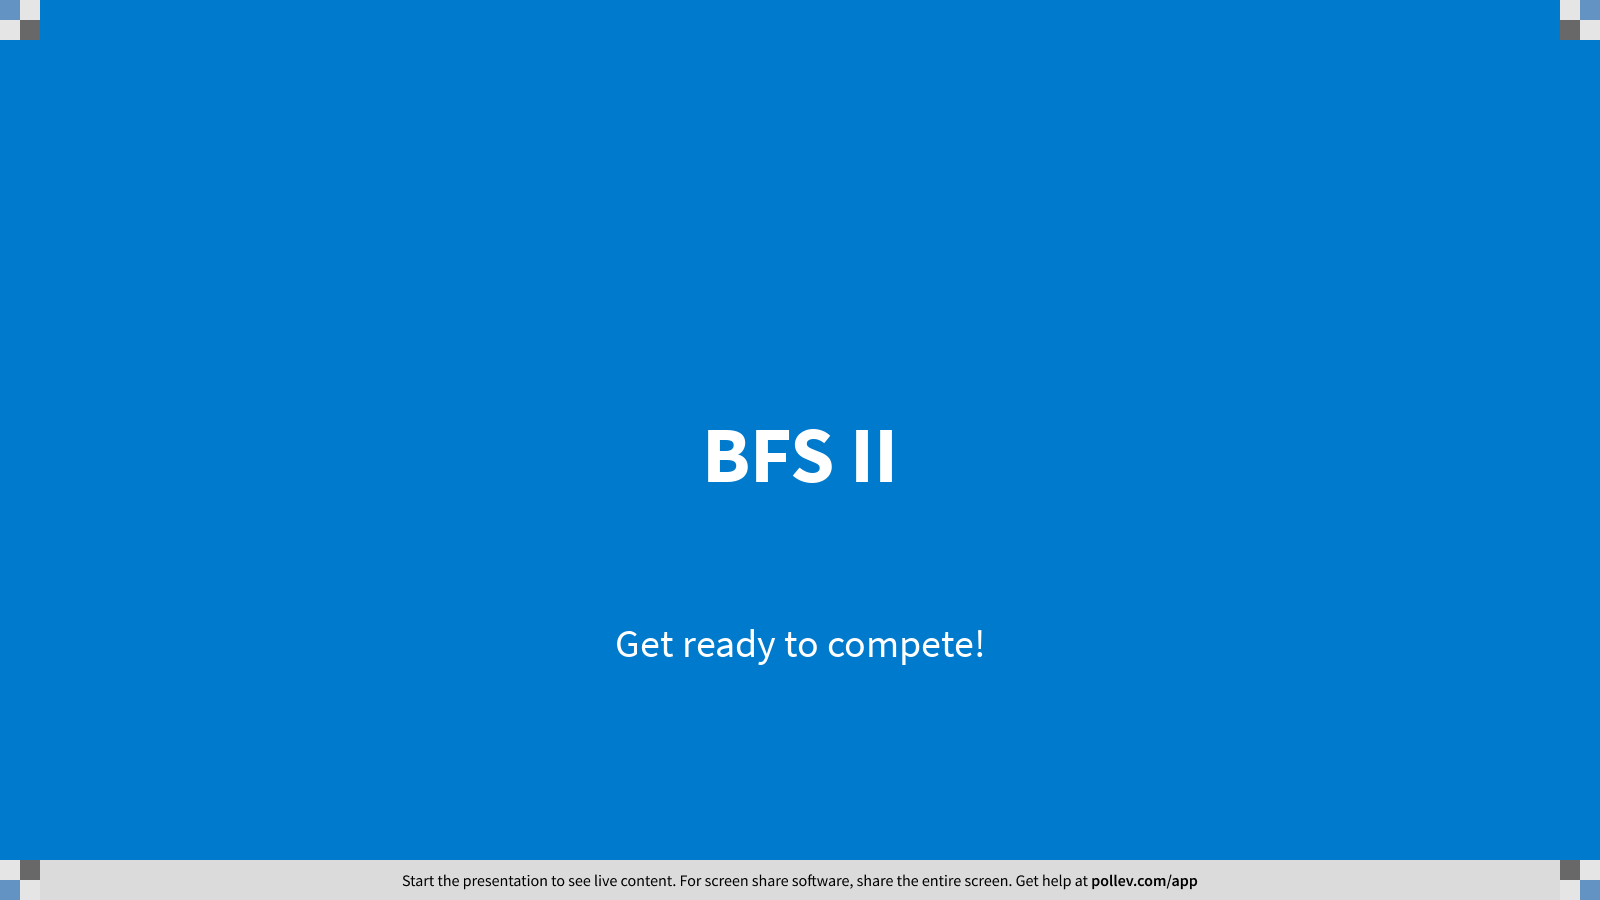 BFS II
Get ready to compete!
Start the presentation to see live content. For screen share software, share the entire screen. Get help at pollev.com/app